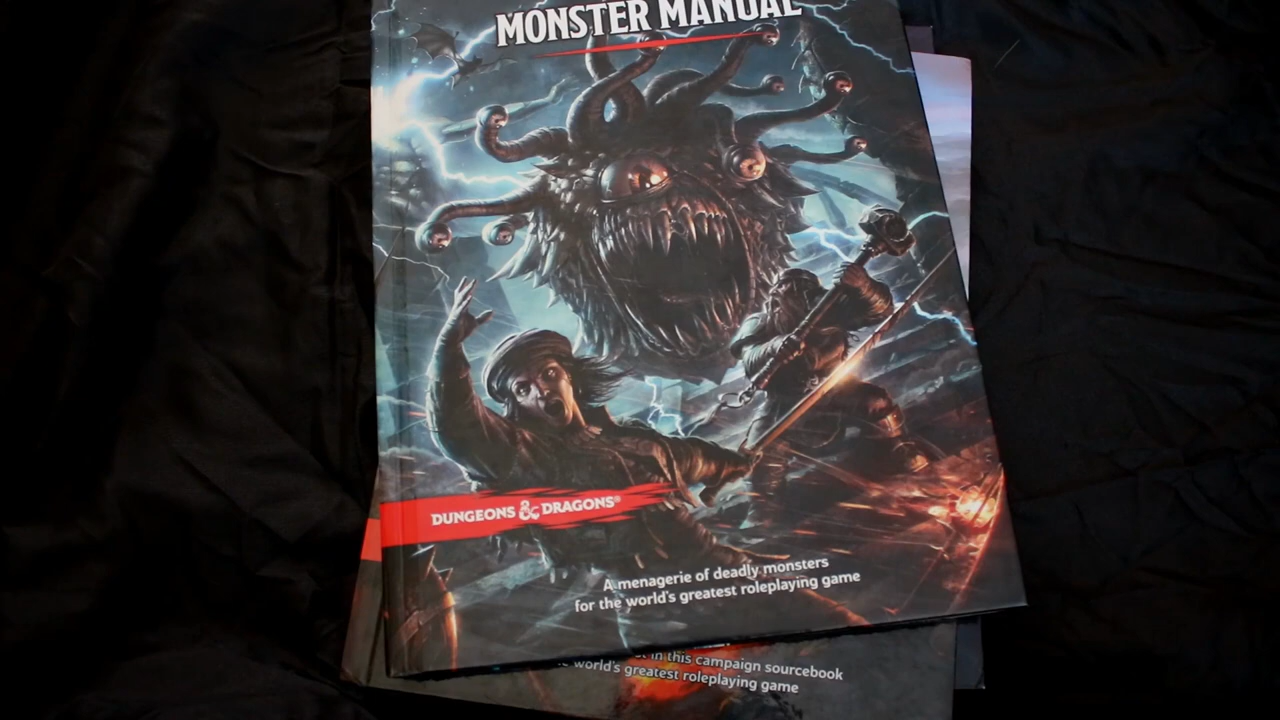 MONSTER MANUAL
DUNGEONS & DRAGONS®
A menagerie of deadly monsters
for the world's greatest roleplaying game
in this campaign sourcebook
world's greatest roleplaying game